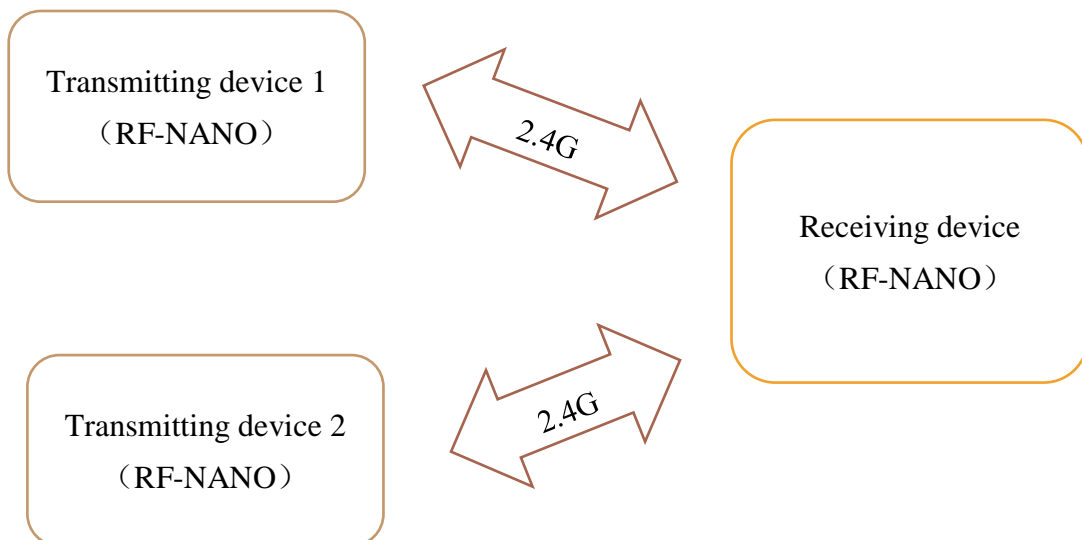 Transmitting device 1
（RF-NANO）
2.4G
Receiving device
（RF-NANO）
2.4G
Transmitting device 2
（RF-NANO）